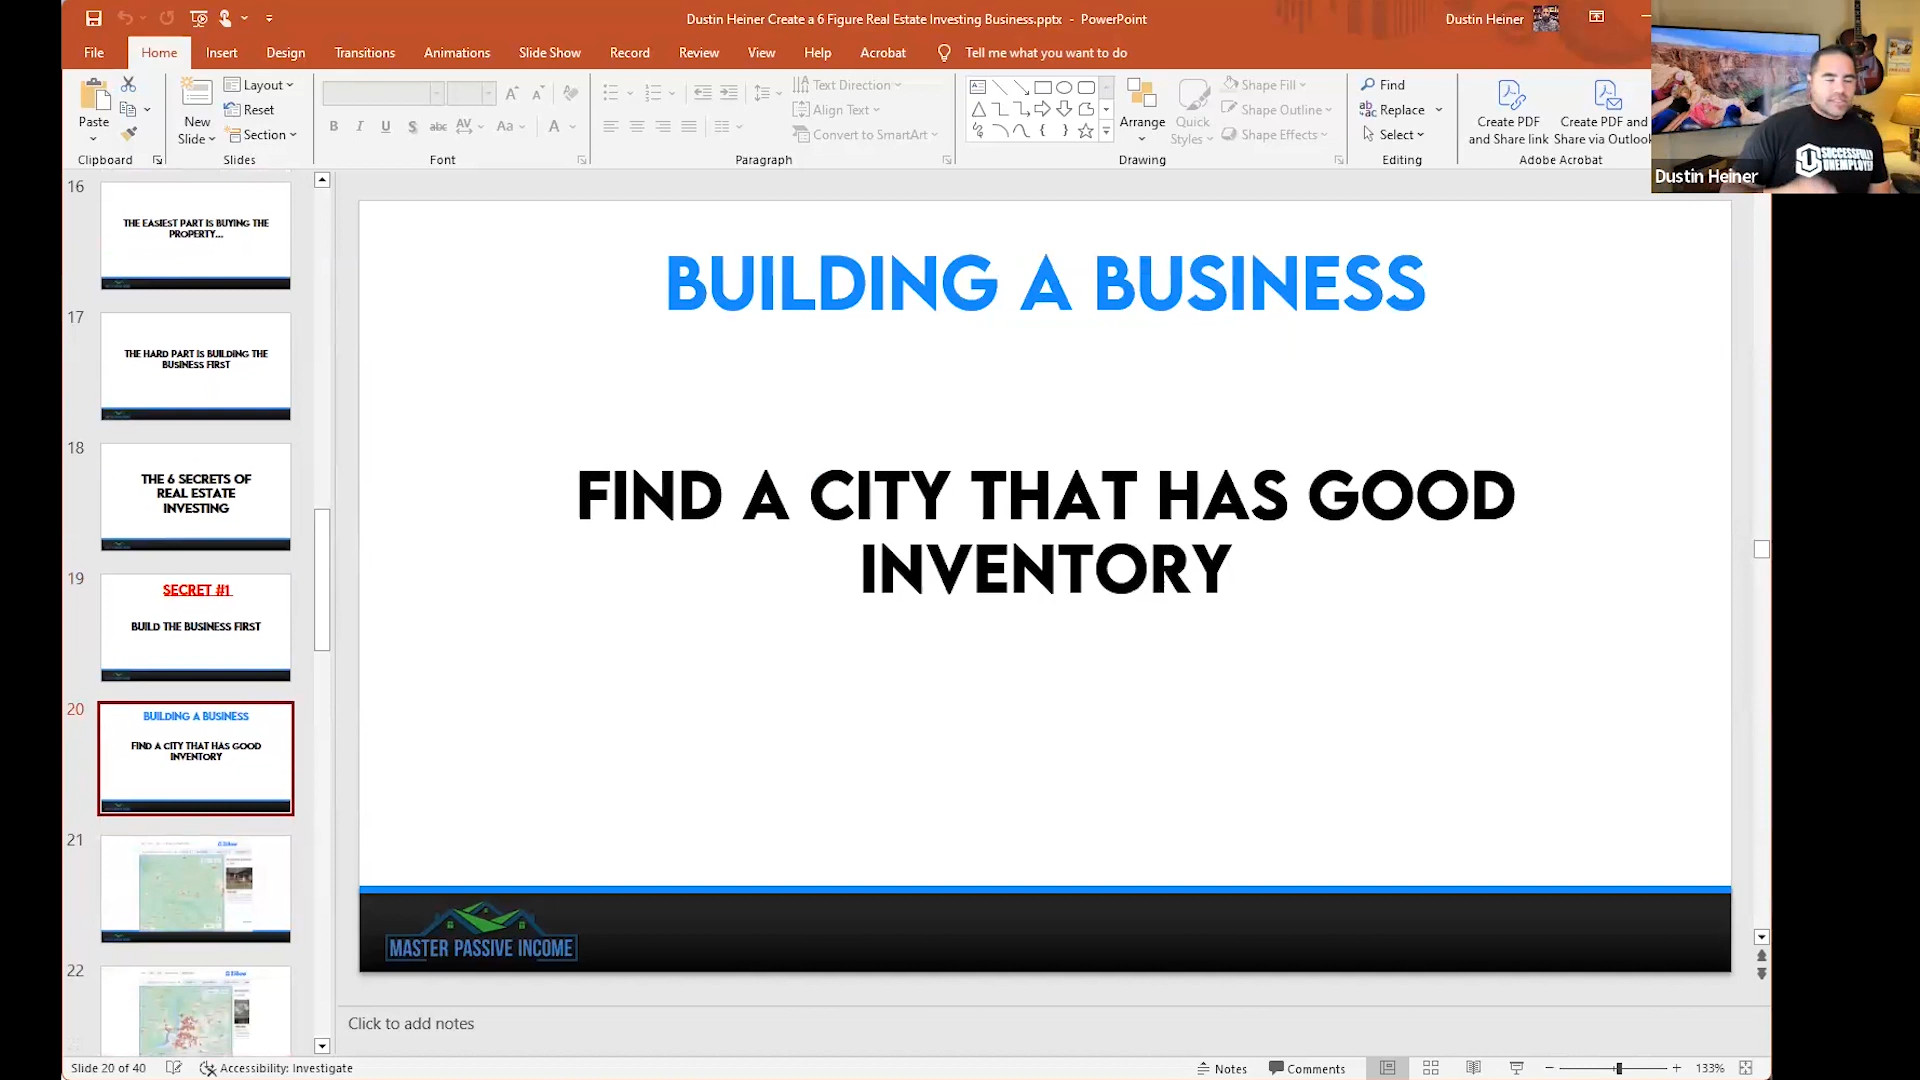 Dustin Heiner Create a 6 Figure Real Estate Investing Business.pptx - PowerPoint
Dustin Heiner
File Home Insert Design Transitions Animations Slide Show Record Review View Help Acrobat Tell me what you want to do
Paste
Clipboard
New
Slide
Layout
Reset
Section
Slides
B I U S abc AV Aa A
Font
Text Direction
Align Text
Convert to SmartArt
Paragraph
Arrange
Quick
Styles
Shape Fill
Shape Outline
Shape Effects
Drawing
Find
Replace
Select
Editing
Create PDF
and Share link
Create PDF and
Share via Outlook
Adobe Acrobat
SUCCESSFULLY
UNEMPLOYED
Dustin Heiner
16
THE EASIEST PART IS BUYING THE
PROPERTY...
17
THE HARD PART IS BUILDING THE
BUSINESS FIRST
18
THE 6 SECRETS OF
REAL ESTATE
INVESTING
19
SECRET #1
BUILD THE BUSINESS FIRST
20
BUILDING A BUSINESS
FIND A CITY THAT HAS GOOD
INVENTORY
21
Zillow
22
Zillow
BUILDING A BUSINESS
FIND A CITY THAT HAS GOOD
INVENTORY
MASTER PASSIVE INCOME
Click to add notes
Slide 20 of 40 Accessibility: Investigate Notes Comments 133%